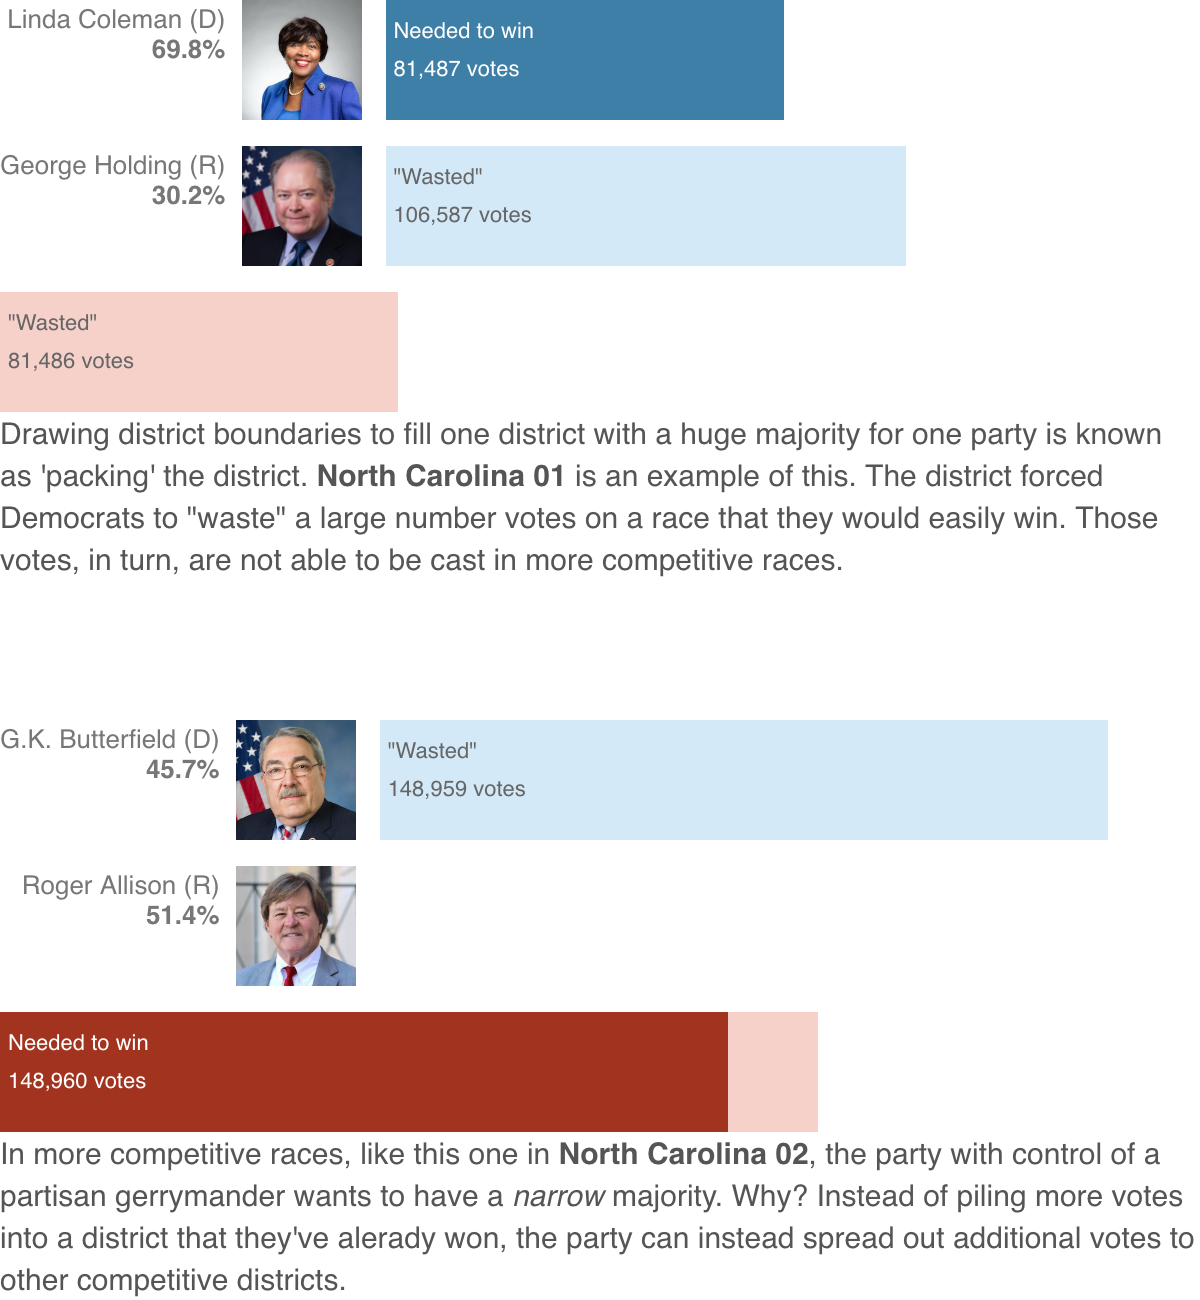 Linda Coleman (D)
69.8%
Needed to win
81,487 votes
George Holding (R)
30.2%
"Wasted"
106,587 votes
"Wasted"
81,486 votes
Drawing district boundaries to fill one district with a huge majority for one party is known
as 'packing' the district. North Carolina 01 is an example of this. The district forced
Democrats to "waste" a large number votes on a race that they would easily win. Those
votes, in turn, are not able to be cast in more competitive races.
G.K. Butterfield (D)
45.7%
"Wasted"
148,959 votes
Roger Allison (R)
51.4%
Needed to win
148,960 votes
In more competitive races, like this one in North Carolina 02, the party with control of a
partisan gerrymander wants to have a narrow majority. Why? Instead of piling more votes
into a district that they've alerady won, the party can instead spread out additional votes to
other competitive districts.